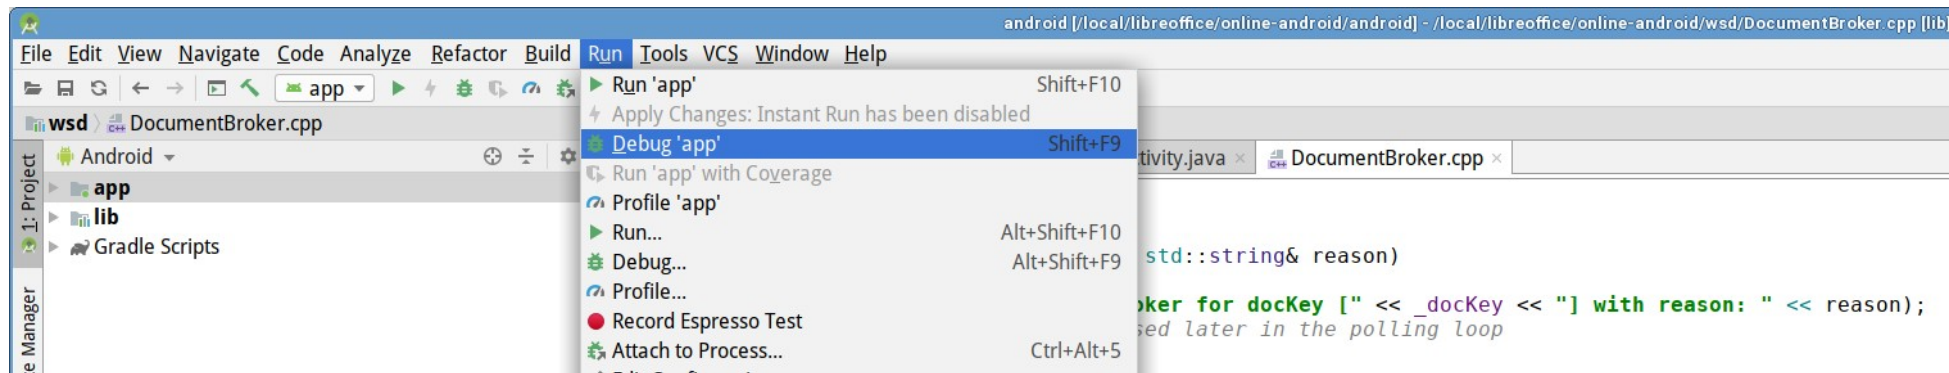 android [/local/libreoffice/online-android/android] - /local/libreoffice/online-android/wsd/DocumentBroker.cpp [lib]
File Edit View Navigate Code Analyze Refactor Build Run Tools VCS Window Help
app
wsd DocumentBroker.cpp
1: Project
Android
app
lib
Gradle Scripts
Run 'app' Shift+F10
Apply Changes: Instant Run has been disabled
Debug 'app' Shift+F9
Run 'app' with Coverage
Profile 'app'
Run... Alt+Shift+F10
Debug... Alt+Shift+F9
Profile...
Record Espresso Test
Attach to Process... Ctrl+Alt+5
tivity.java DocumentBroker.cpp
std::string& reason)
oker for docKey [" << _docKey << "] with reason: " << reason);
sed later in the polling loop
Manager